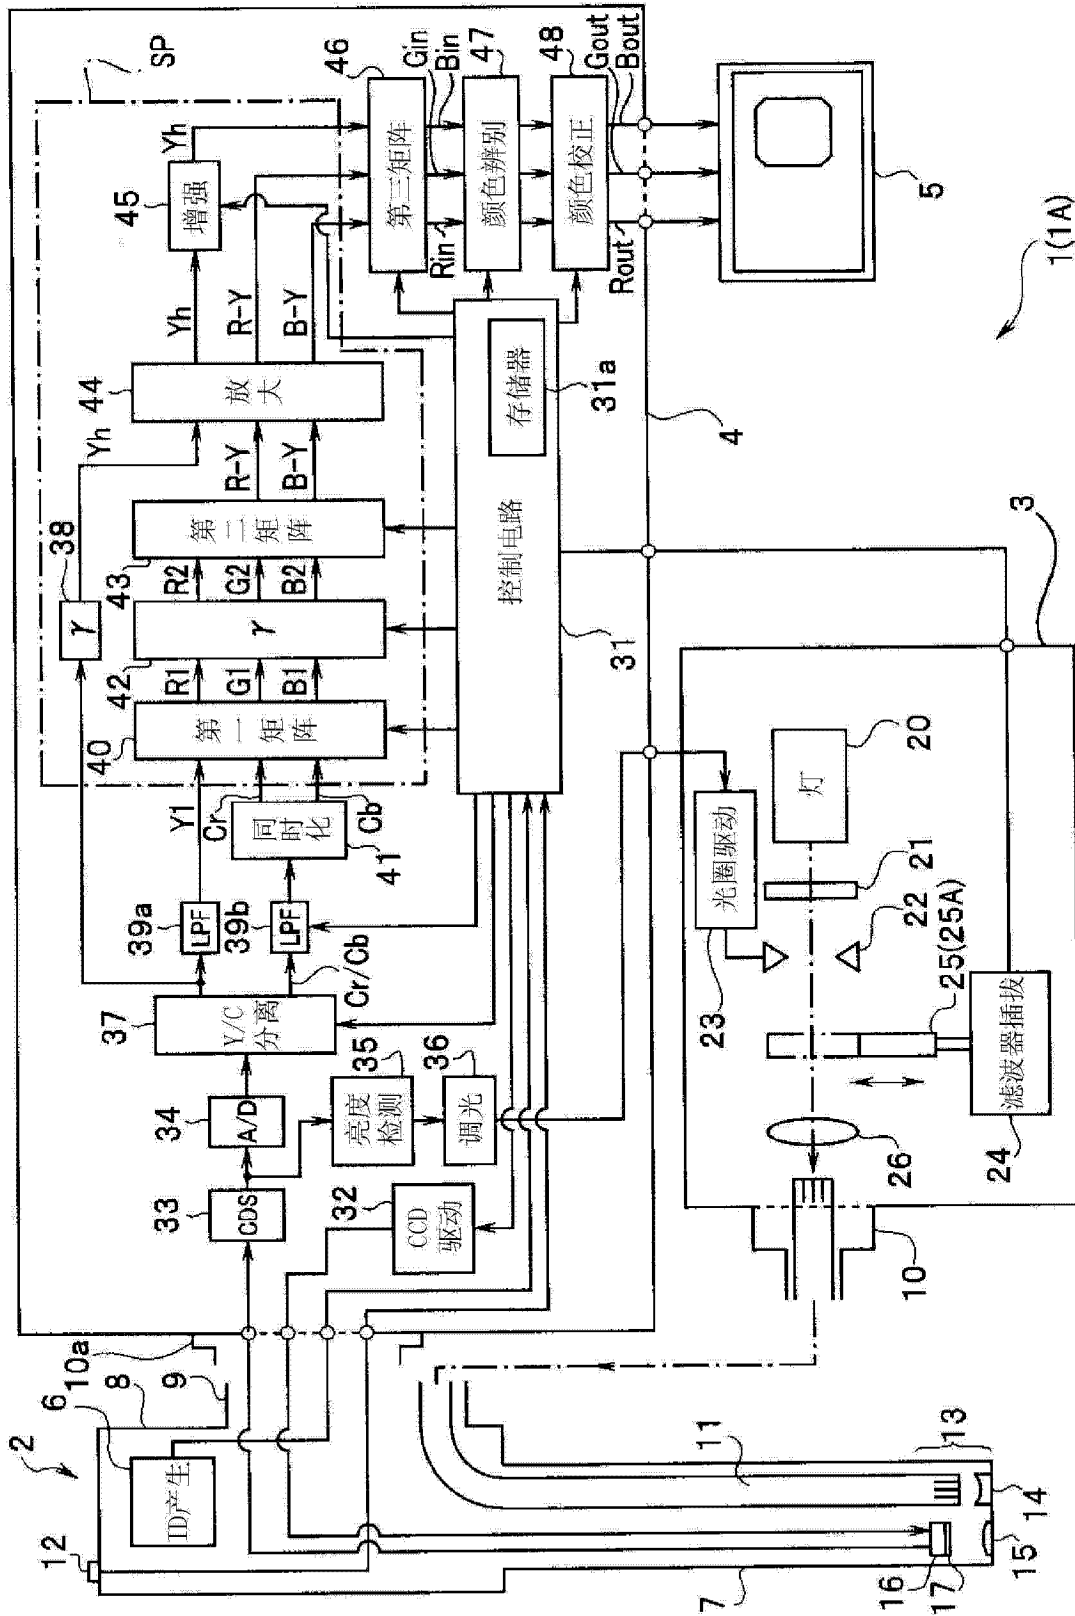 1(1A)
2
12
6
ID产生
8
9
10a
7
16
17
15
14
13
11
33
CDS
34
A/D
35
亮度
检测
36
调光
32
CCD
驱动
37
Y/C
分离
39a
LPF
39b
LPF
Cr/Cb
41
同时化
Cr
Cb
Y1
40
第一矩阵
R1
G1
B1
42
γ
38
γ
R2
G2
B2
43
第二矩阵
Yh
R-Y
B-Y
44
放大
Yh
R-Y
B-Y
45
增强
Yh
SP
46
第三矩阵
Rin
Gin
Bin
47
颜色辨别
48
颜色校正
Rout
Gout
Bout
5
31
控制电路
存储器
31a
4
3
20
灯
21
22
23
光圈驱动
25(25A)
24
滤波器插拔
26
10